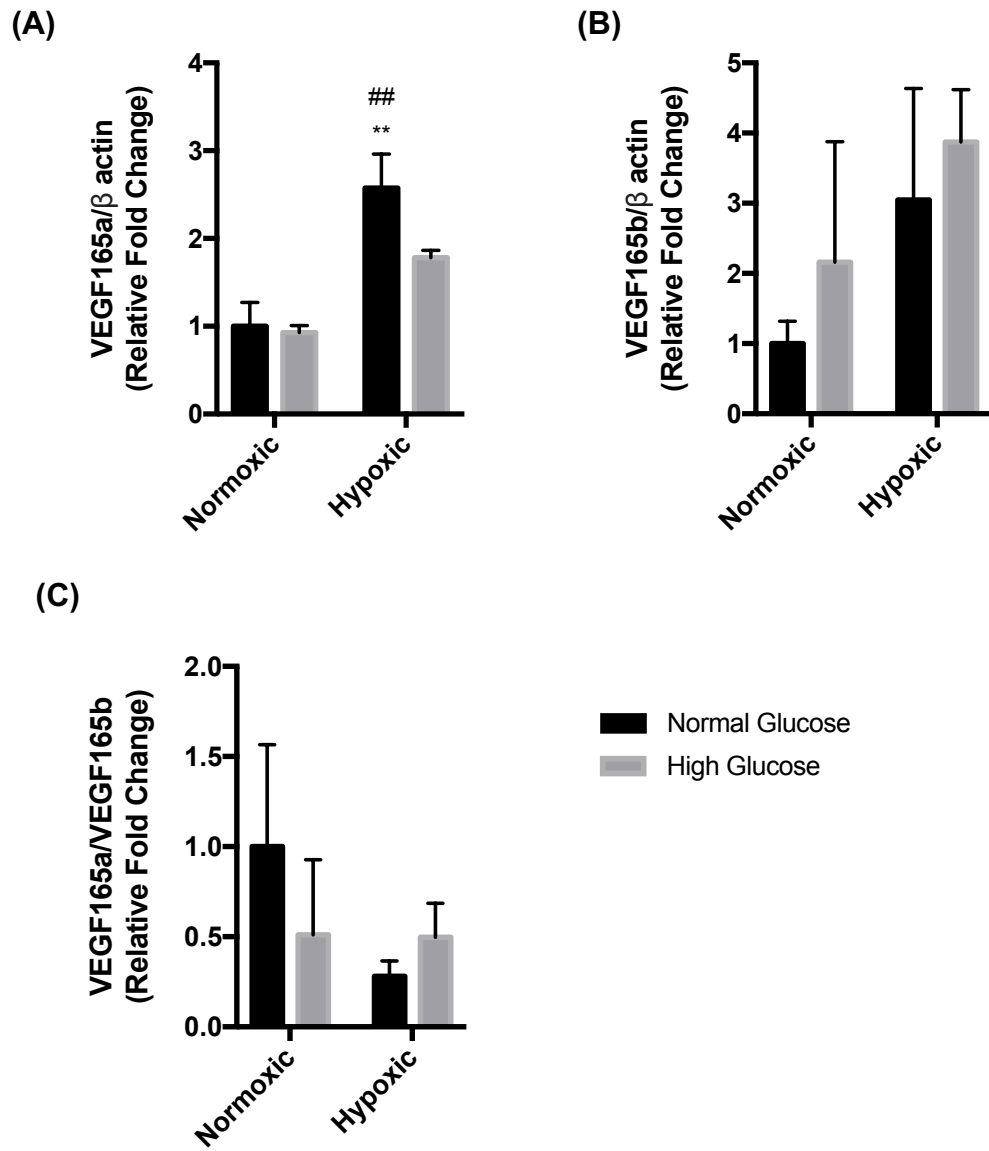 (A)
VEGF165a/β actin
(Relative Fold Change)
4
3
2
1
0
##
**
Normoxic
Hypoxic
(B)
VEGF165b/β actin
(Relative Fold Change)
5
4
3
2
1
0
Normoxic
Hypoxic
(C)
VEGF165a/VEGF165b
(Relative Fold Change)
2.0
1.5
1.0
0.5
0.0
Normoxic
Hypoxic
Normal Glucose
High Glucose